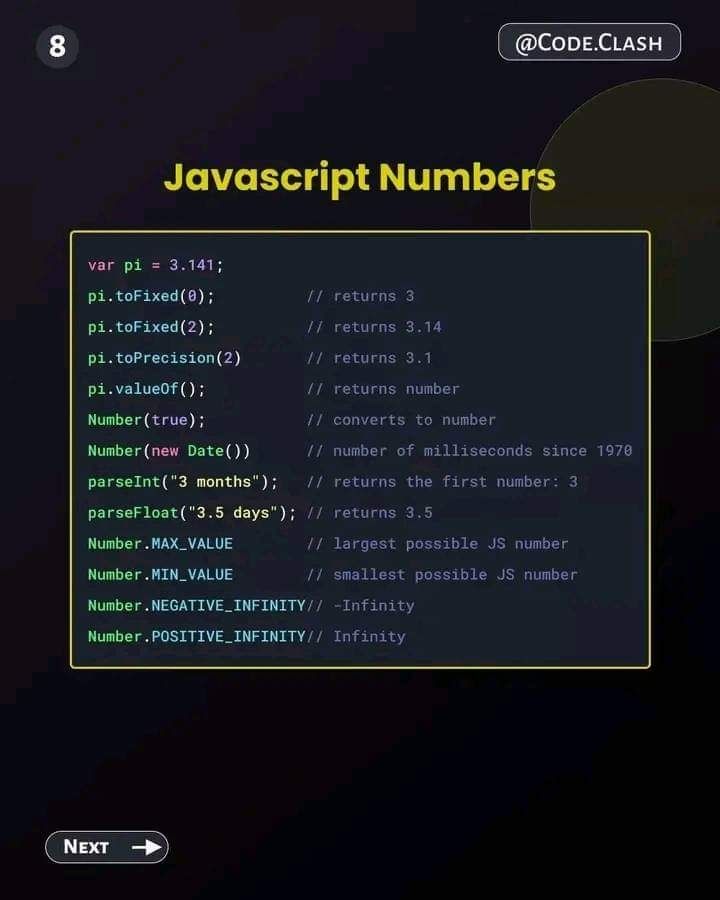 8
@Code.Clash
Javascript Numbers
var pi = 3.141;
pi.toFixed(0); // returns 3
pi.toFixed(2); // returns 3.14
pi.toPrecision(2) // returns 3.1
pi.valueOf(); // returns number
Number(true); // converts to number
Number(new Date()) // number of milliseconds since 1970
parseInt("3 months"); // returns the first number: 3
parseFloat("3.5 days"); // returns 3.5
Number.MAX_VALUE // largest possible JS number
Number.MIN_VALUE // smallest possible JS number
Number.NEGATIVE_INFINITY// -Infinity
Number.POSITIVE_INFINITY// Infinity
Next